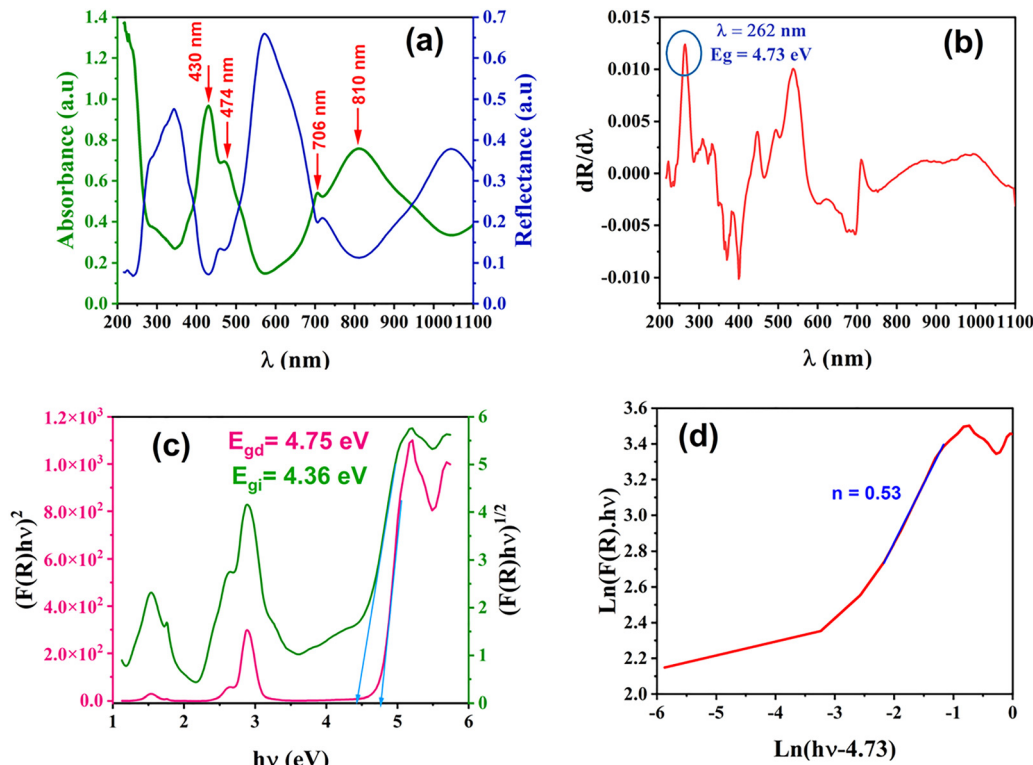 (a)
430 nm
474 nm
706 nm
810 nm
Absorbance (a.u)
1.4
1.2
1.0
0.8
0.6
0.4
0.2
0.0
0.7
0.6
0.5
0.4
0.3
0.2
0.1
0.0
Reflectance (a.u)
200 300 400 500 600 700 800 900 1000 1100
λ (nm)
(b)
λ = 262 nm
Eg = 4.73 eV
dR/dλ
0.015
0.010
0.005
0.000
-0.005
-0.010
200 300 400 500 600 700 800 900 1000 1100
λ (nm)
(c)
Egd= 4.75 eV
Egi= 4.36 eV
(F(R)hν)²
1.2×10³
1.0×10³
8.0×10²
6.0×10²
4.0×10²
2.0×10²
0.0
6
5
4
3
2
1
0
(F(R)hν)^1/2
1 2 3 4 5 6
hν (eV)
(d)
n = 0.53
Ln(F(R).hν)
3.6
3.4
3.2
3.0
2.8
2.6
2.4
2.2
2.0
-6 -5 -4 -3 -2 -1 0
Ln(hν-4.73)